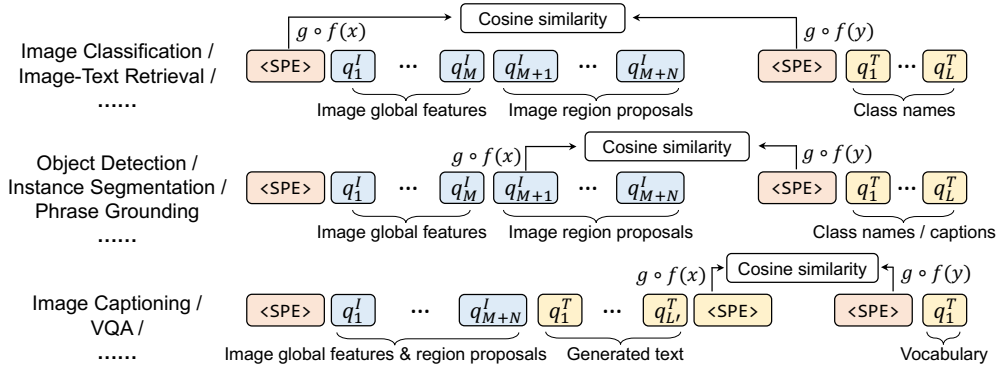 Image Classification /
Image-Text Retrieval /
......
g ∘ f(x)
Cosine similarity
g ∘ f(y)
<SPE> q_1^I ... q_M^I q_{M+1}^I ... q_{M+N}^I <SPE> q_1^T ... q_L^T
Image global features Image region proposals Class names
Object Detection /
Instance Segmentation /
Phrase Grounding
......
g ∘ f(x)
Cosine similarity
g ∘ f(y)
<SPE> q_1^I ... q_M^I q_{M+1}^I ... q_{M+N}^I <SPE> q_1^T ... q_L^T
Image global features Image region proposals Class names / captions
Image Captioning /
VQA /
......
g ∘ f(x)
Cosine similarity
g ∘ f(y)
<SPE> q_1^I ... q_{M+N}^I q_1^T ... q_{L'}^T <SPE> <SPE> q_1^T
Image global features & region proposals Generated text Vocabulary